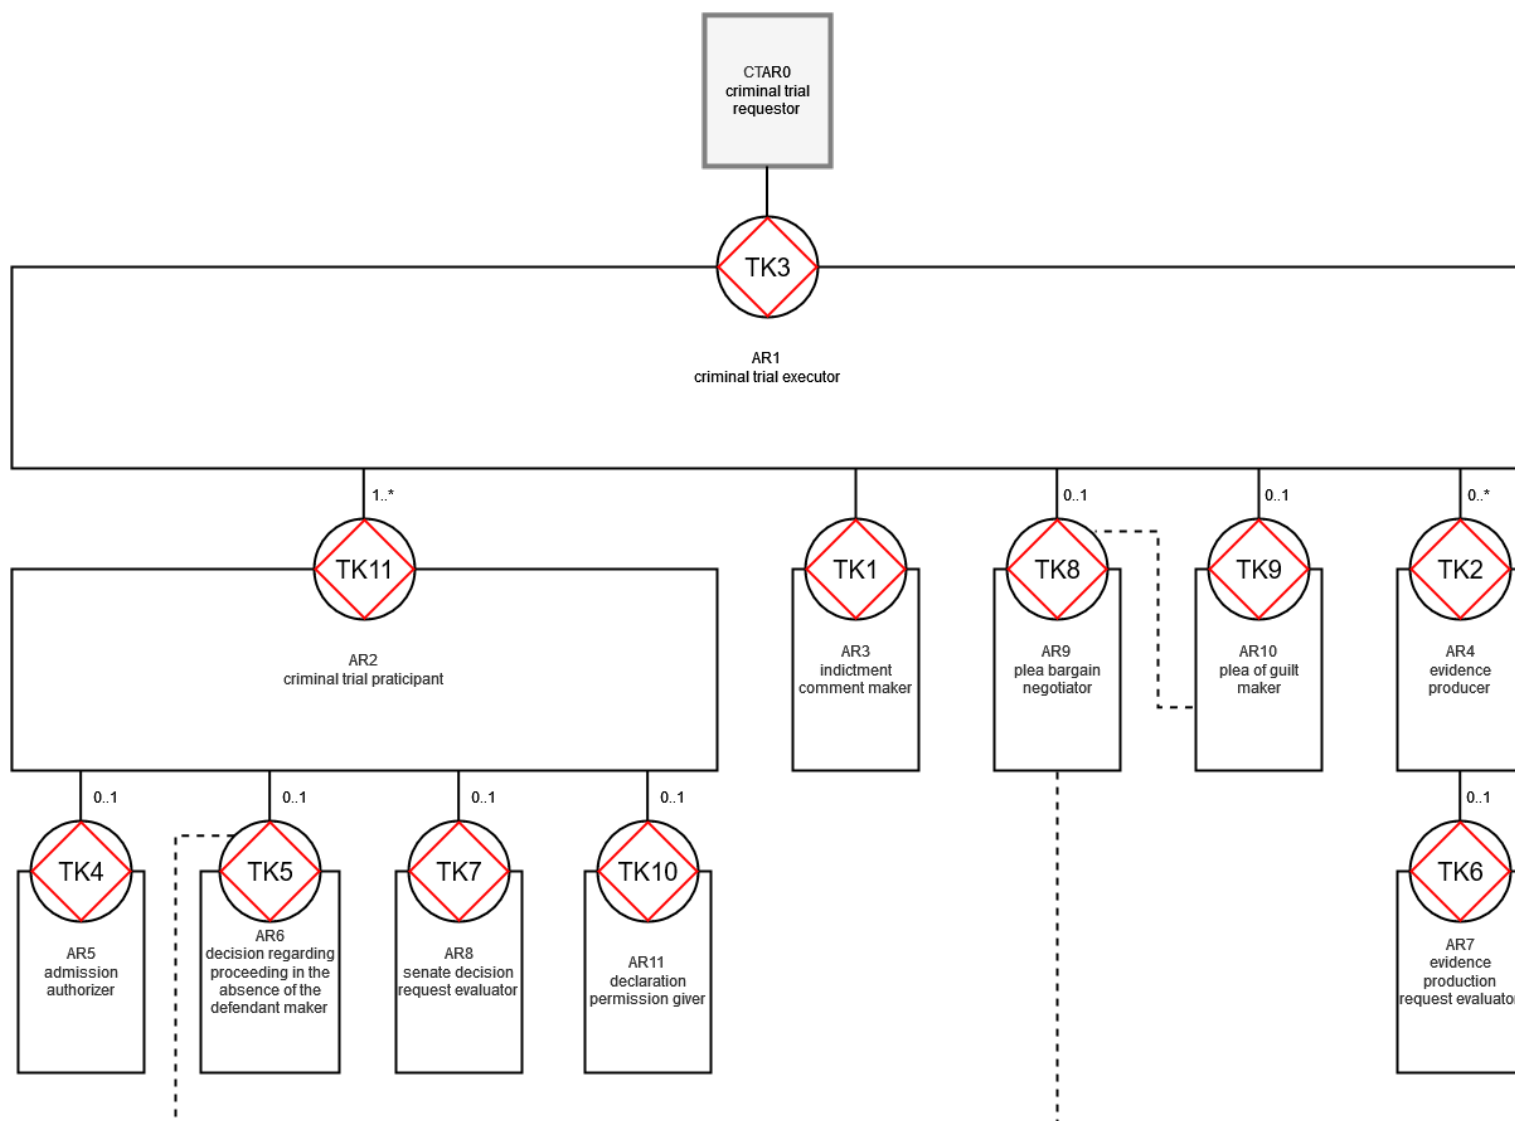 CTAR0
criminal trial
requestor
TK3
AR1
criminal trial executor
1..*
0..1
0..1
0..*
TK11
TK1
TK8
TK9
TK2
AR2
criminal trial praticipant
AR3
indictment
comment maker
AR9
plea bargain
negotiator
AR10
plea of guilt
maker
AR4
evidence
producer
0..1
0..1
0..1
0..1
0..1
TK4
TK5
TK7
TK10
TK6
AR5
admission
authorizer
AR6
decision regarding
proceeding in the
absence of the
defendant maker
AR8
senate decision
request evaluator
AR11
declaration
permission giver
AR7
evidence
production
request evaluator